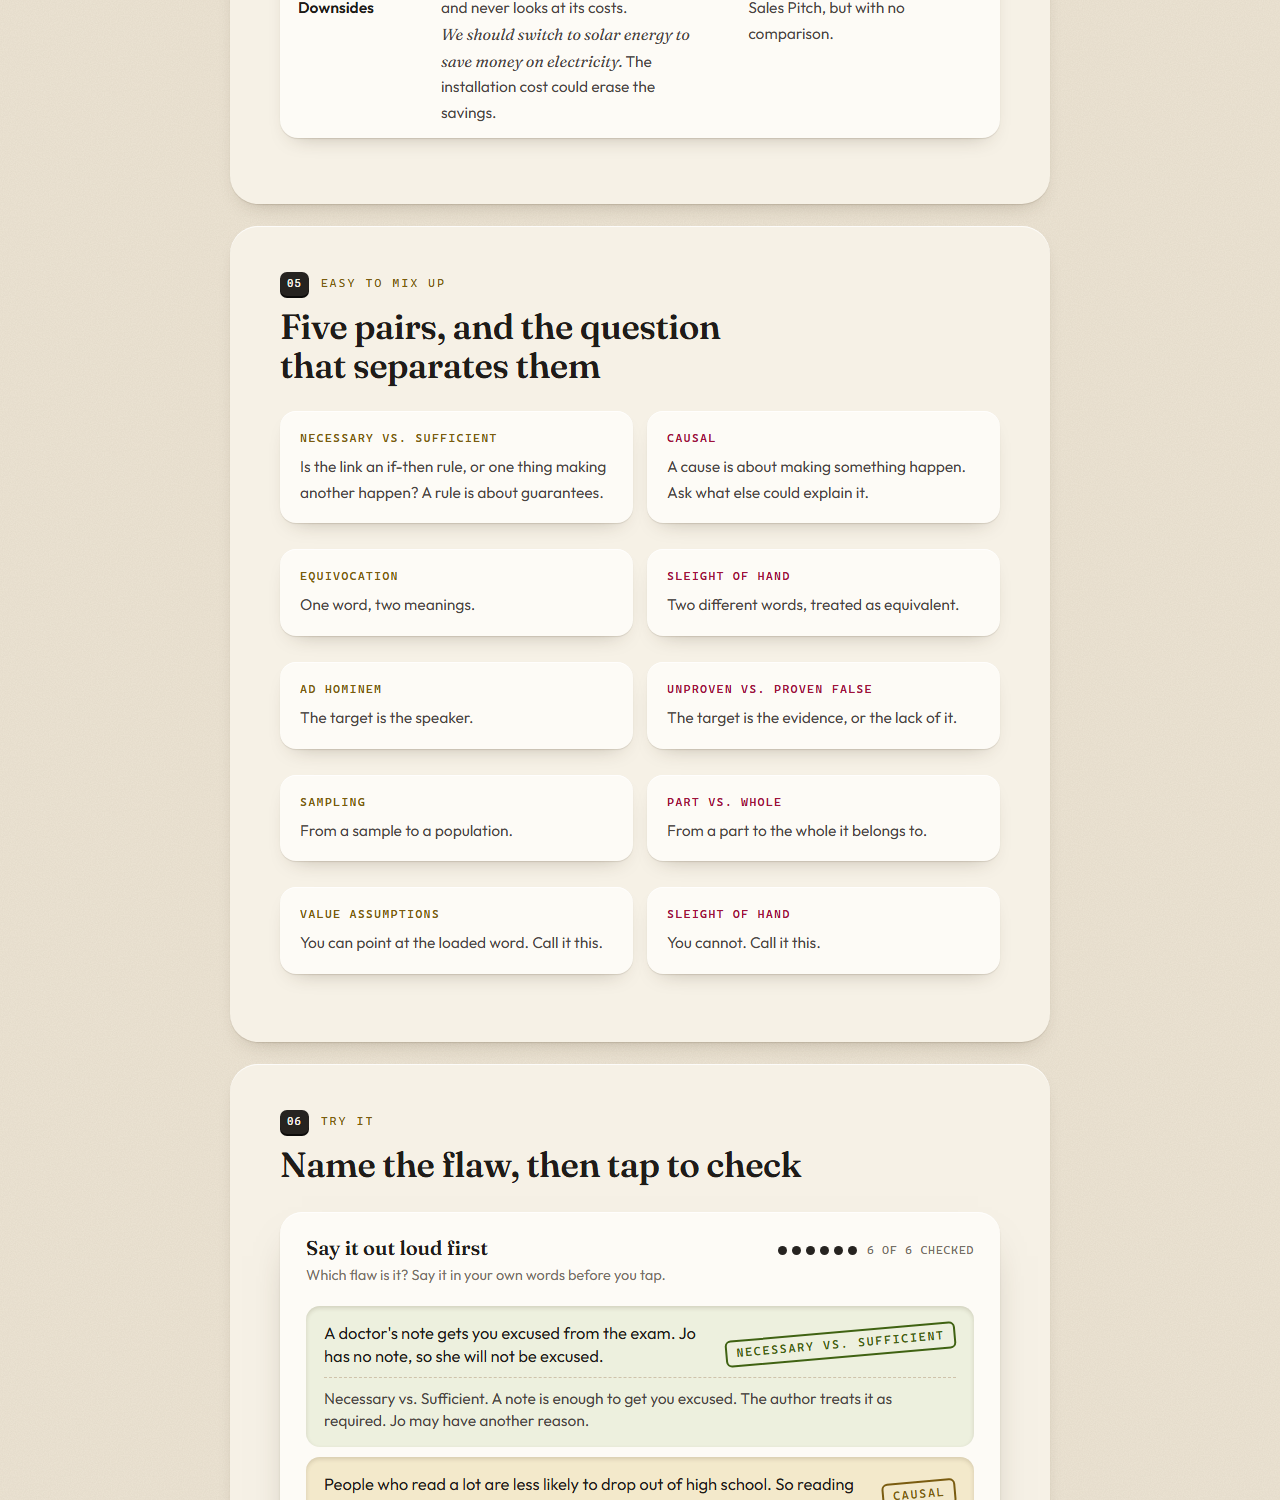 Downsides
and never looks at its costs.
We should switch to solar energy to
save money on electricity. The
installation cost could erase the
savings.
Sales Pitch, but with no
comparison.
05 EASY TO MIX UP
Five pairs, and the question
that separates them
NECESSARY VS. SUFFICIENT
Is the link an if-then rule, or one thing making
another happen? A rule is about guarantees.
CAUSAL
A cause is about making something happen.
Ask what else could explain it.
EQUIVOCATION
One word, two meanings.
SLEIGHT OF HAND
Two different words, treated as equivalent.
AD HOMINEM
The target is the speaker.
UNPROVEN VS. PROVEN FALSE
The target is the evidence, or the lack of it.
SAMPLING
From a sample to a population.
PART VS. WHOLE
From a part to the whole it belongs to.
VALUE ASSUMPTIONS
You can point at the loaded word. Call it this.
SLEIGHT OF HAND
You cannot. Call it this.
06 TRY IT
Name the flaw, then tap to check
Say it out loud first
6 OF 6 CHECKED
Which flaw is it? Say it in your own words before you tap.
A doctor's note gets you excused from the exam. Jo
has no note, so she will not be excused.
NECESSARY VS. SUFFICIENT
Necessary vs. Sufficient. A note is enough to get you excused. The author treats it as
required. Jo may have another reason.
People who read a lot are less likely to drop out of high school. So reading
CAUSAL